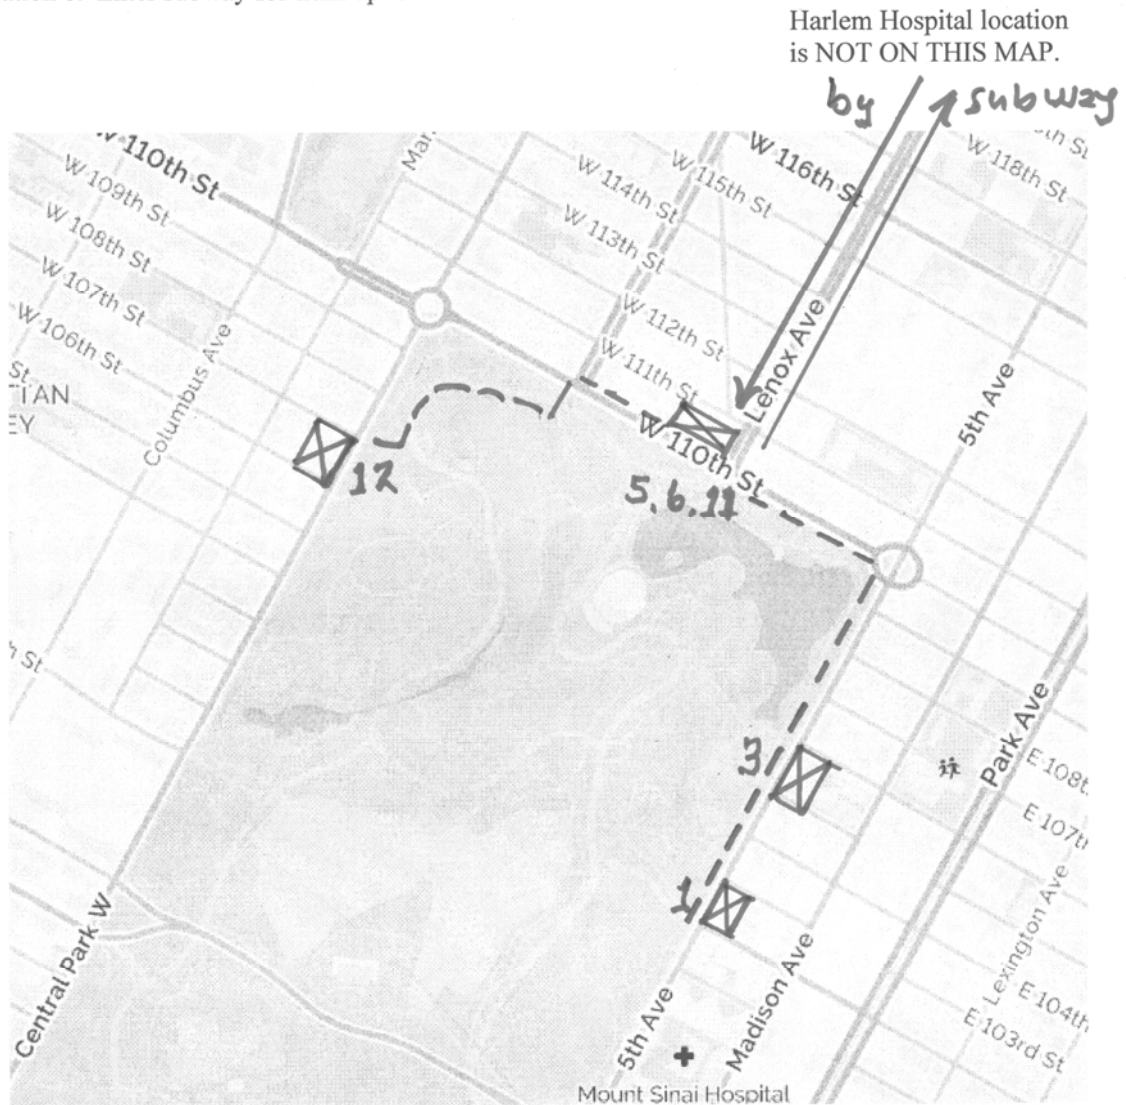 Harlem Hospital location
is NOT ON THIS MAP.
by subway
W 110th St
W 109th St
W 108th St
W 107th St
W 106th St
Columbus Ave
W 116th St
W 115th St
W 114th St
W 113th St
W 112th St
W 111th St
W 110th St
W 118th St
Lenox Ave
5th Ave
12
5, 6, 11
3
1
Park Ave
E 108t
E 107t
Lexington Ave
E 104th
E 103rd St
Central Park W
5th Ave
Madison Ave
Mount Sinai Hospital